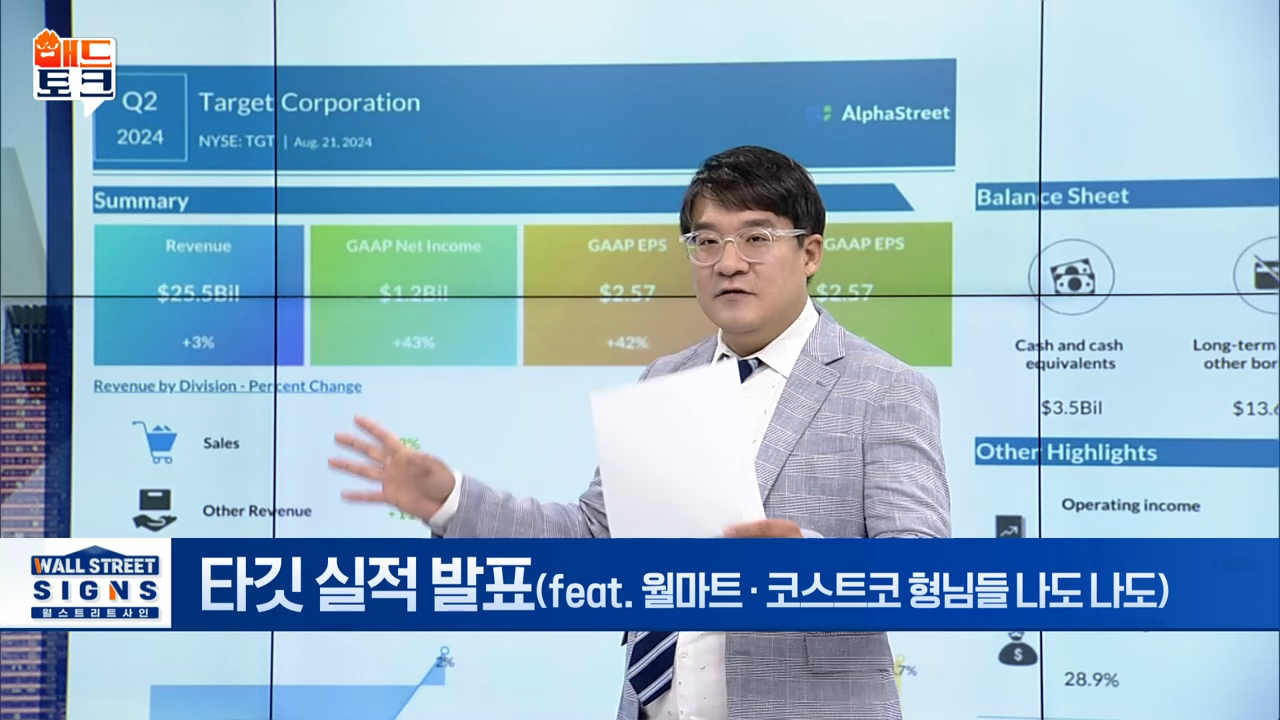 매드
토크
Q2
2024
Target Corporation
NYSE: TGT | Aug. 21, 2024
AlphaStreet
Summary
Balance Sheet
Revenue
GAAP Net Income
GAAP EPS
GAAP EPS
$25.5Bil
$1.2Bil
$2.57
$2.57
+3%
+43%
+42%
Cash and cash
equivalents
Long-term
other bor
$3.5Bil
$13.6
Revenue by Division - Percent Change
Sales
Other Revenue
Other Highlights
Operating income
WALL STREET
SIGNS
월스트리트사인
타깃 실적 발표(feat. 월마트·코스트코 형님들 나도 나도)
2%
28.9%